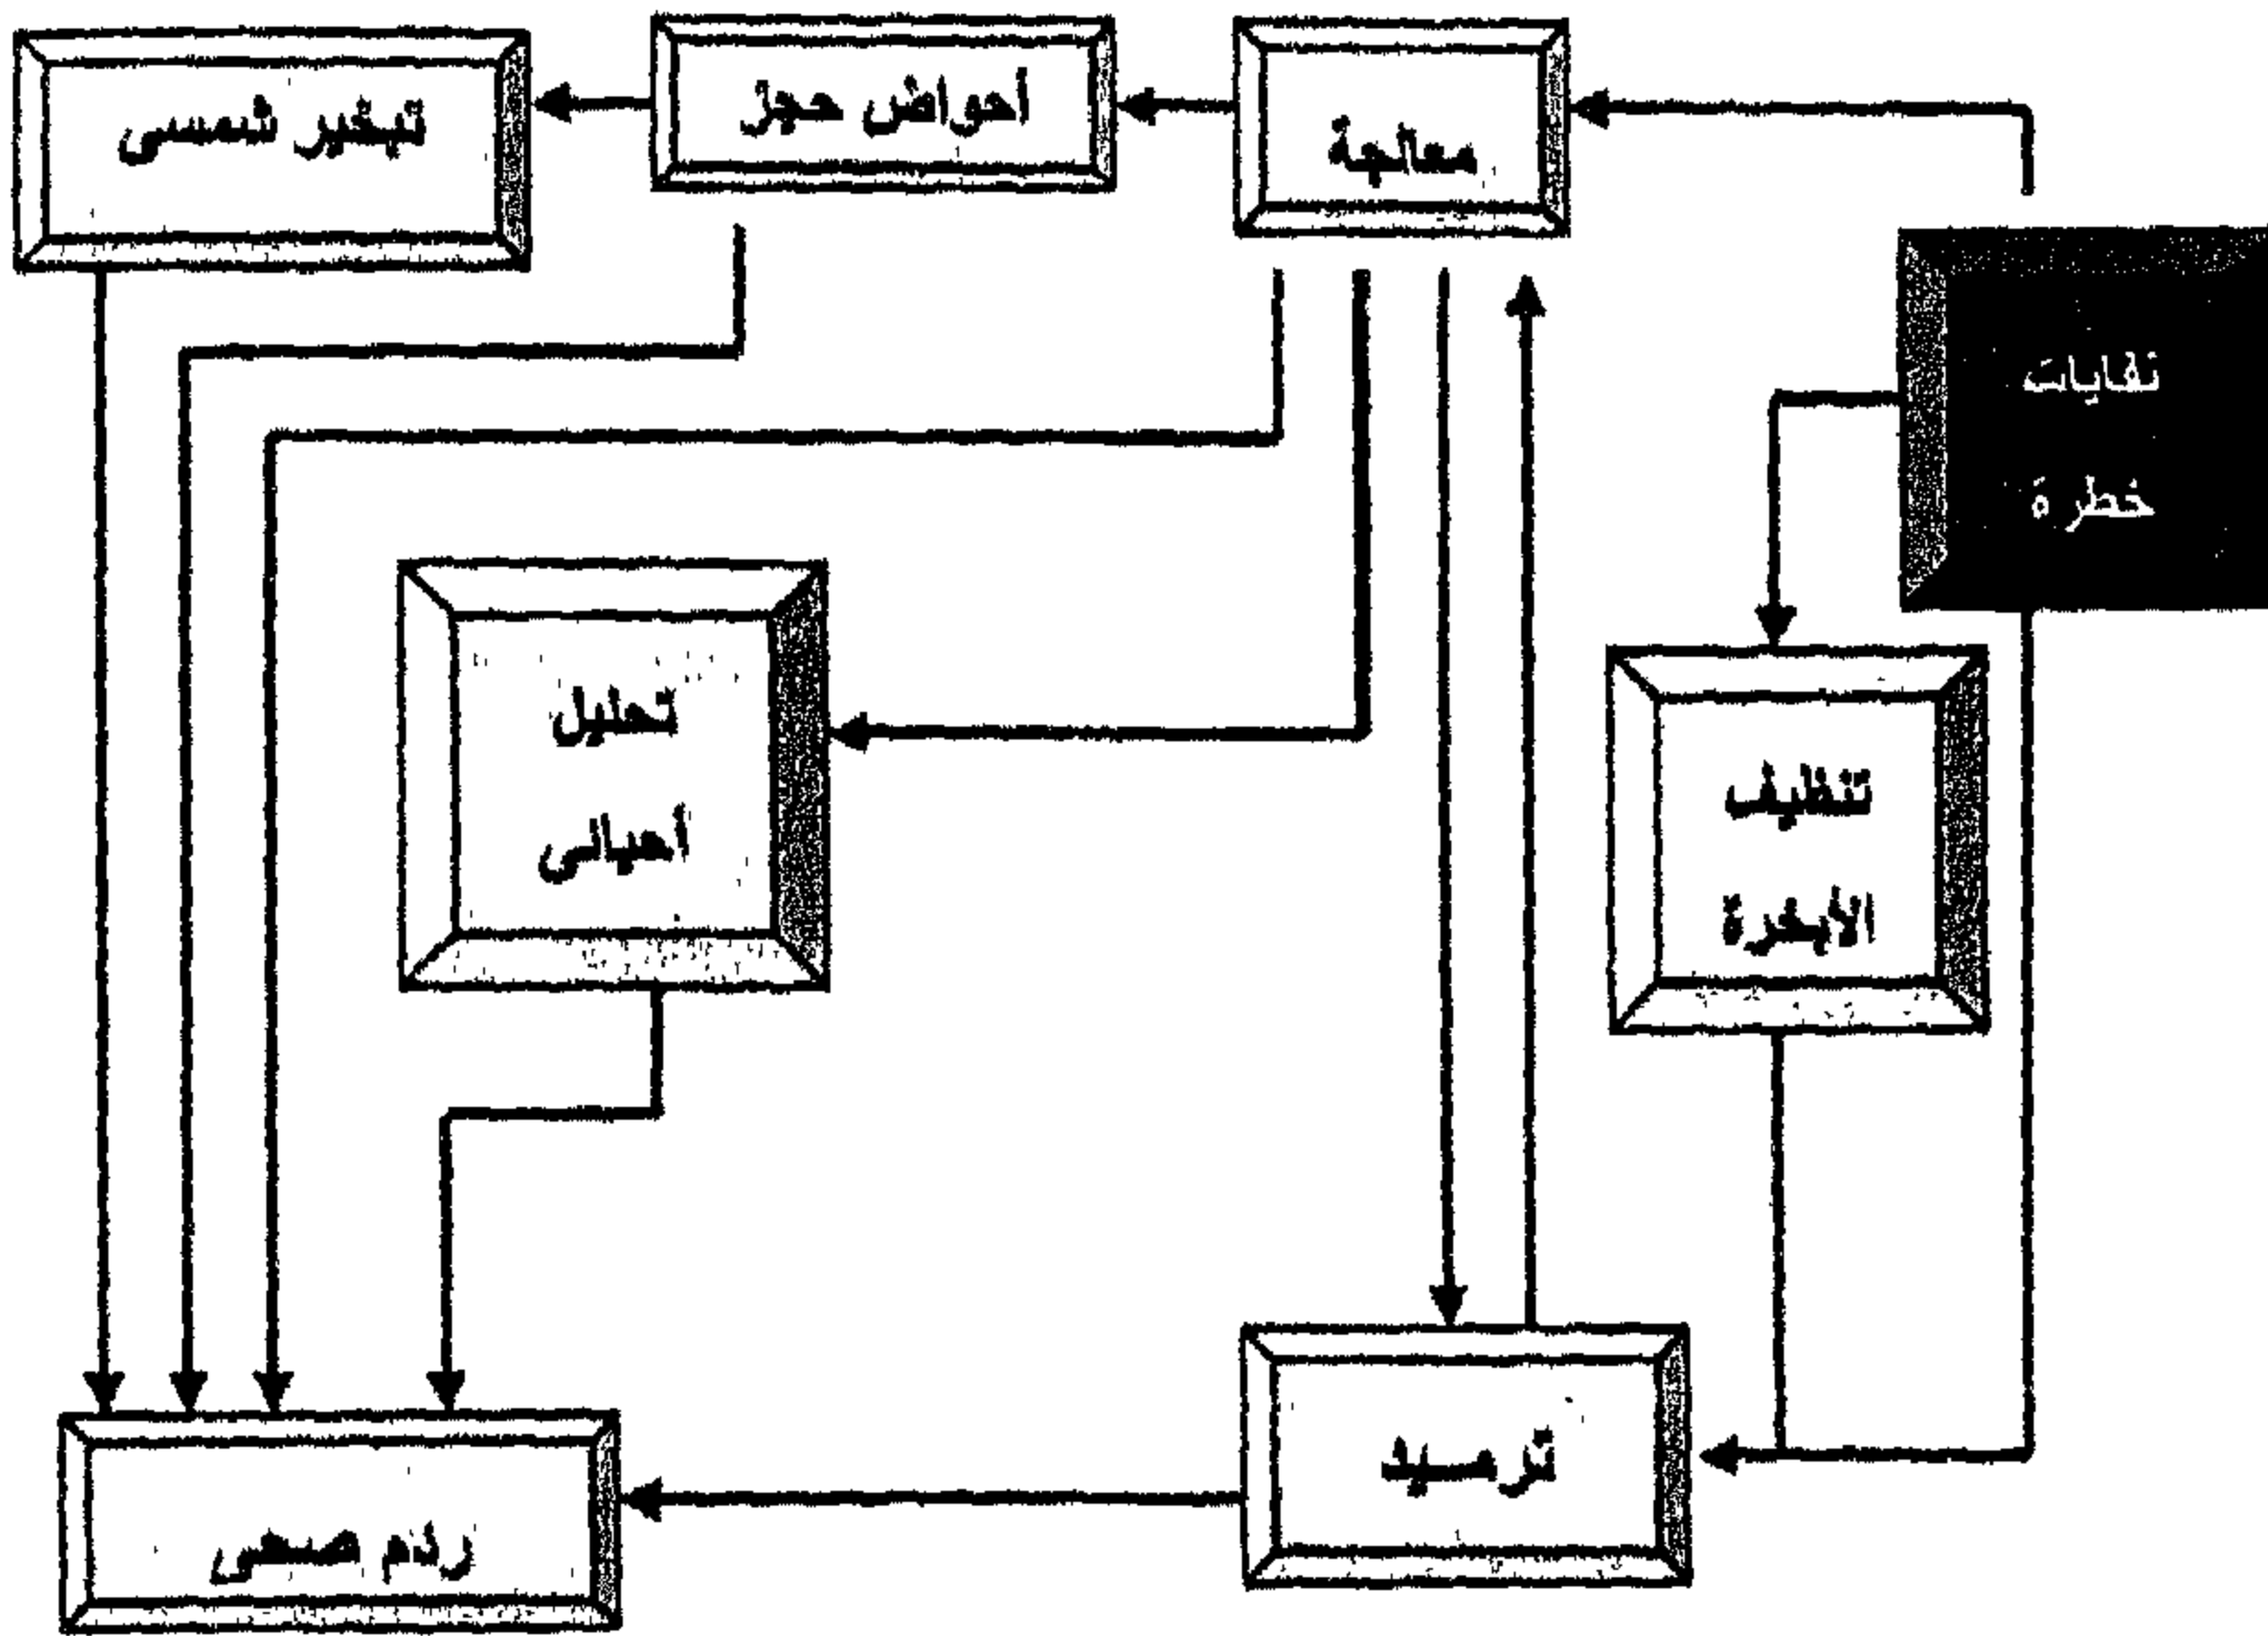 معالجة
أحواض حجز
تبخير شمسى
نفايات
خطرة
تنظيف
الأبخرة
تحليل
أحيائى
ترميد
ردم صحى